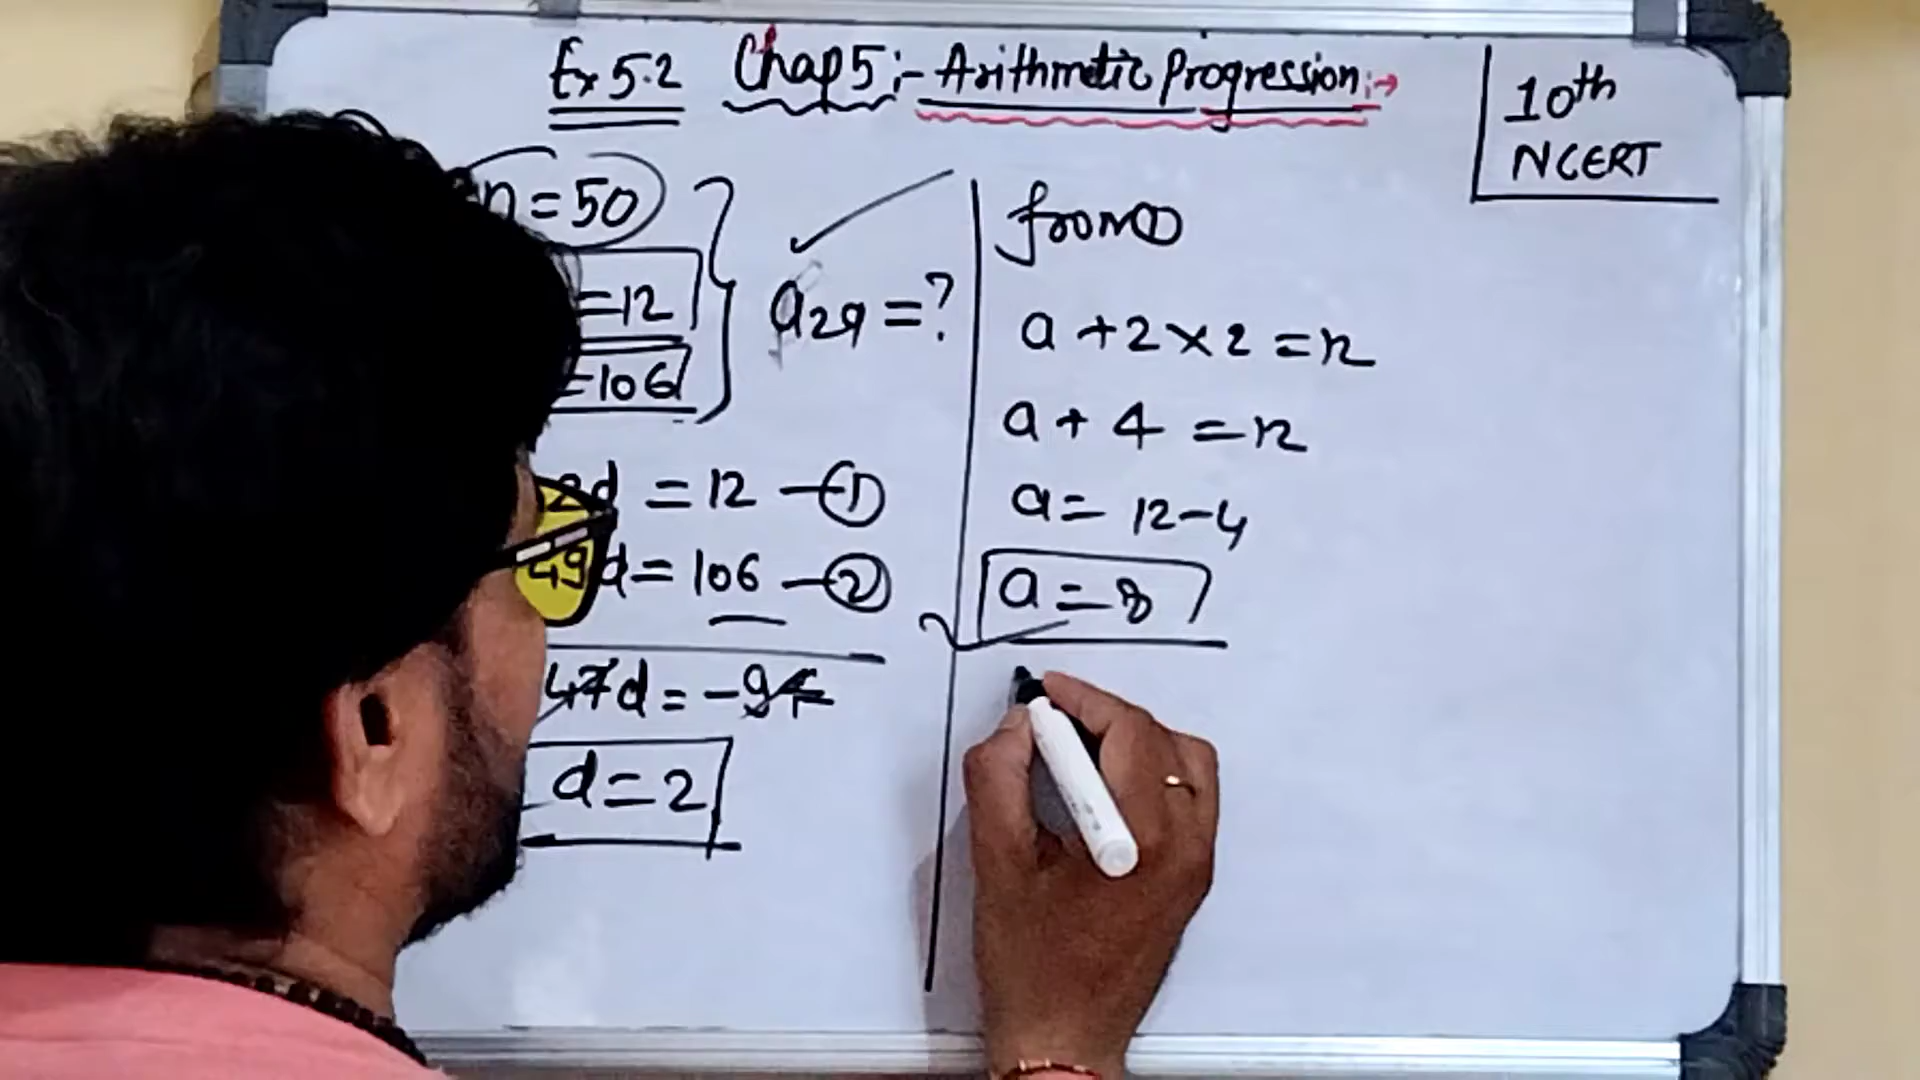 Ex 5.2 Chap 5 :- Arithmetic Progression :→
10th
NCERT
n = 50
= 12
= 106
a29 = ?
2d = 12 — ①
49d = 106 — ②
47d = -94
d = 2
from ①
a + 2 × 2 = 12
a + 4 = 12
a = 12 - 4
a = 8